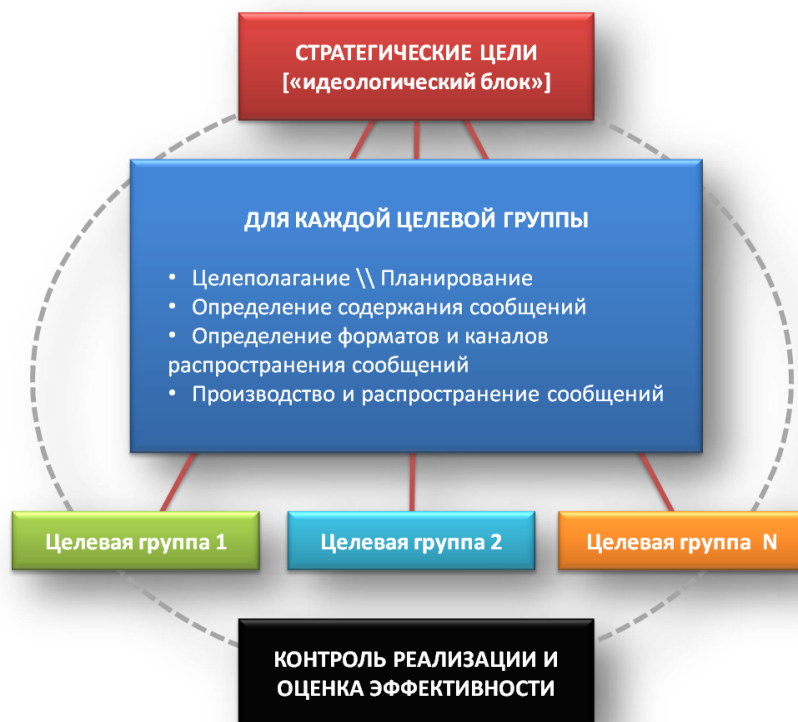 СТРАТЕГИЧЕСКИЕ ЦЕЛИ
[«идеологический блок»]
ДЛЯ КАЖДОЙ ЦЕЛЕВОЙ ГРУППЫ
• Целеполагание \\ Планирование
• Определение содержания сообщений
• Определение форматов и каналов
распространения сообщений
• Производство и распространение сообщений
Целевая группа 1
Целевая группа 2
Целевая группа N
КОНТРОЛЬ РЕАЛИЗАЦИИ И
ОЦЕНКА ЭФФЕКТИВНОСТИ